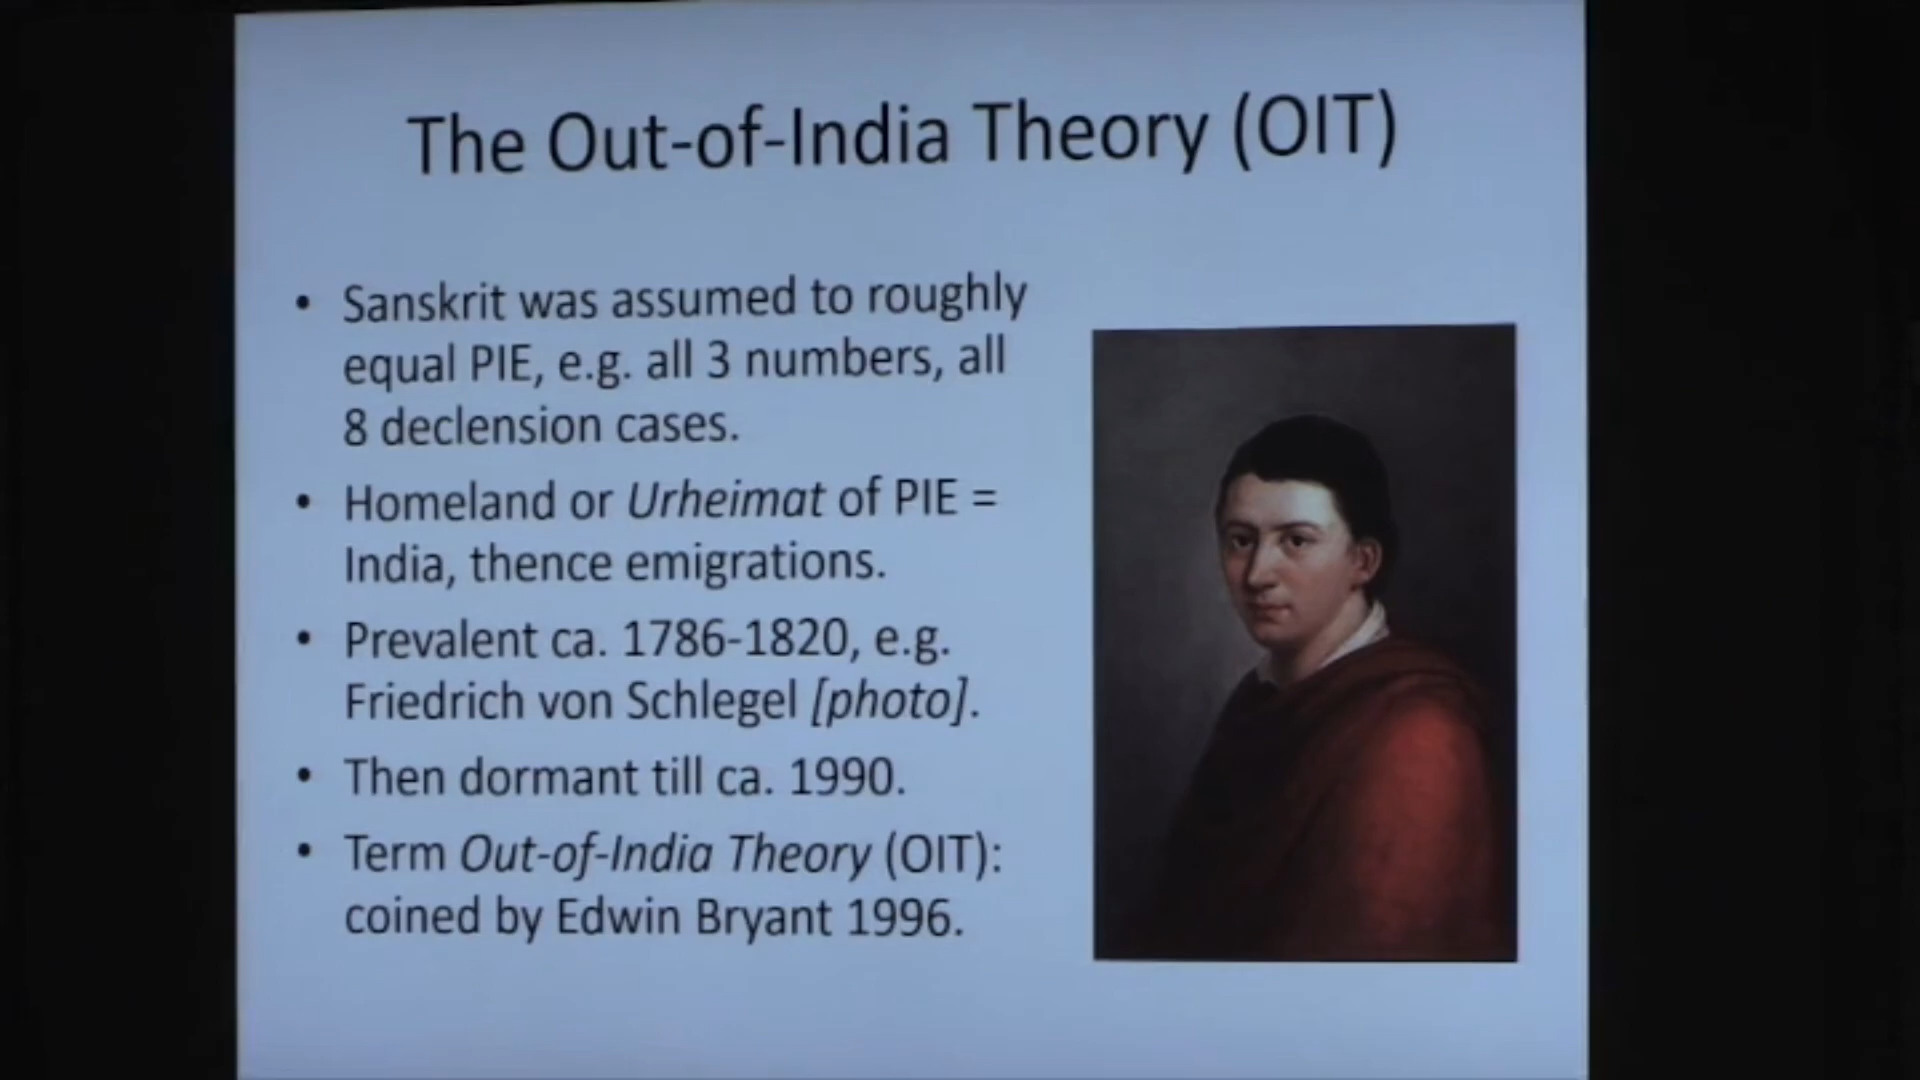 The Out-of-India Theory (OIT)
• Sanskrit was assumed to roughly
equal PIE, e.g. all 3 numbers, all
8 declension cases.
• Homeland or Urheimat of PIE =
India, thence emigrations.
• Prevalent ca. 1786-1820, e.g.
Friedrich von Schlegel [photo].
• Then dormant till ca. 1990.
• Term Out-of-India Theory (OIT):
coined by Edwin Bryant 1996.